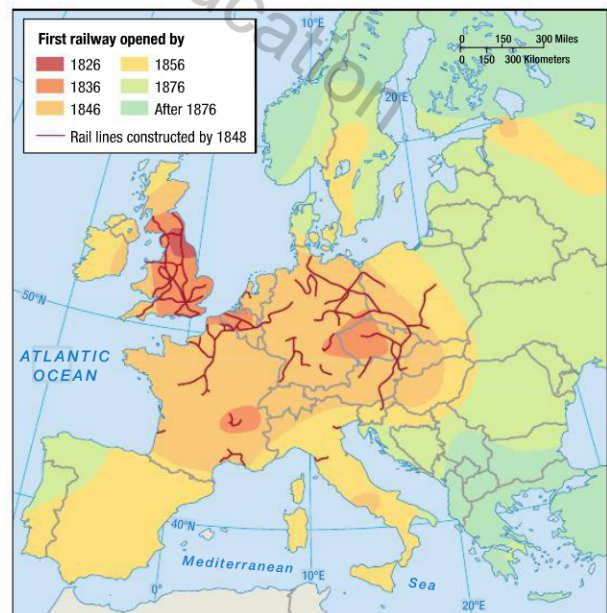 ucation
First railway opened by
1826
1836
1846
1856
1876
After 1876
Rail lines constructed by 1848
0 150 300 Miles
0 150 300 Kilometers
10°E
20°E
50°N
ATLANTIC
OCEAN
40°N
Mediterranean
Sea
0°
10°E
20°E